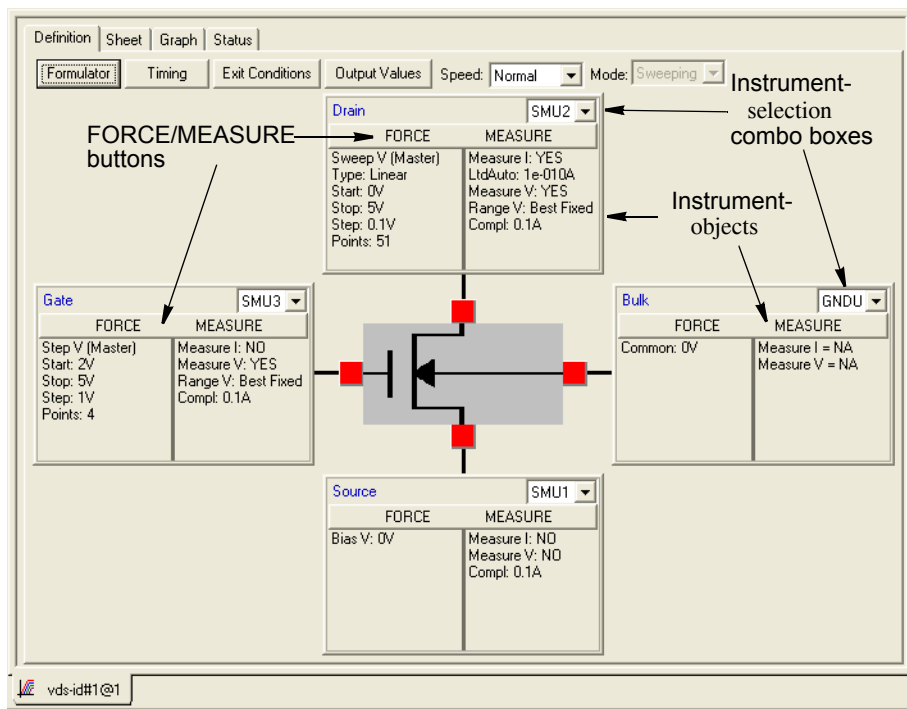 Definition Sheet Graph Status
Formulator Timing Exit Conditions Output Values Speed: Normal Mode: Sweeping
Instrument-
selection
combo boxes
FORCE/MEASURE
buttons
Drain SMU2
FORCE MEASURE
Sweep V (Master)
Type: Linear
Start: 0V
Stop: 5V
Step: 0.1V
Points: 51
Measure I: YES
LtdAuto: 1e-010A
Measure V: YES
Range V: Best Fixed
Compl: 0.1A
Instrument-
objects
Gate SMU3
FORCE MEASURE
Step V (Master)
Start: 2V
Stop: 5V
Step: 1V
Points: 4
Measure I: NO
Measure V: YES
Range V: Best Fixed
Compl: 0.1A
Bulk GNDU
FORCE MEASURE
Common: 0V
Measure I = NA
Measure V = NA
Source SMU1
FORCE MEASURE
Bias V: 0V
Measure I: NO
Measure V: NO
Compl: 0.1A
vds-id#1@1